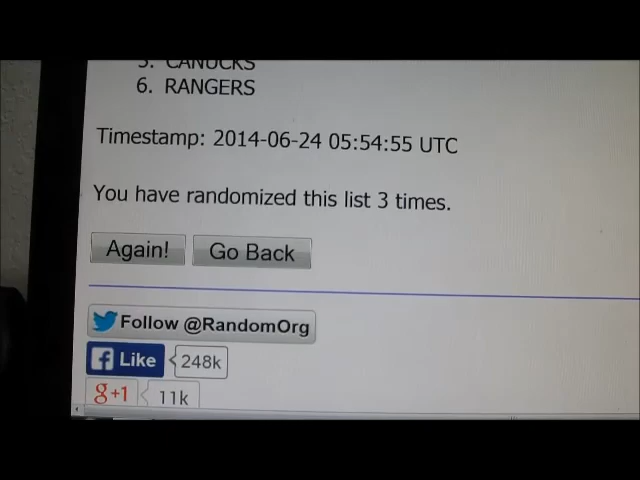 5. CANUCKS
6. RANGERS
Timestamp: 2014-06-24 05:54:55 UTC
You have randomized this list 3 times.
Again! Go Back
Follow @RandomOrg
f Like 248k
g+1 11k